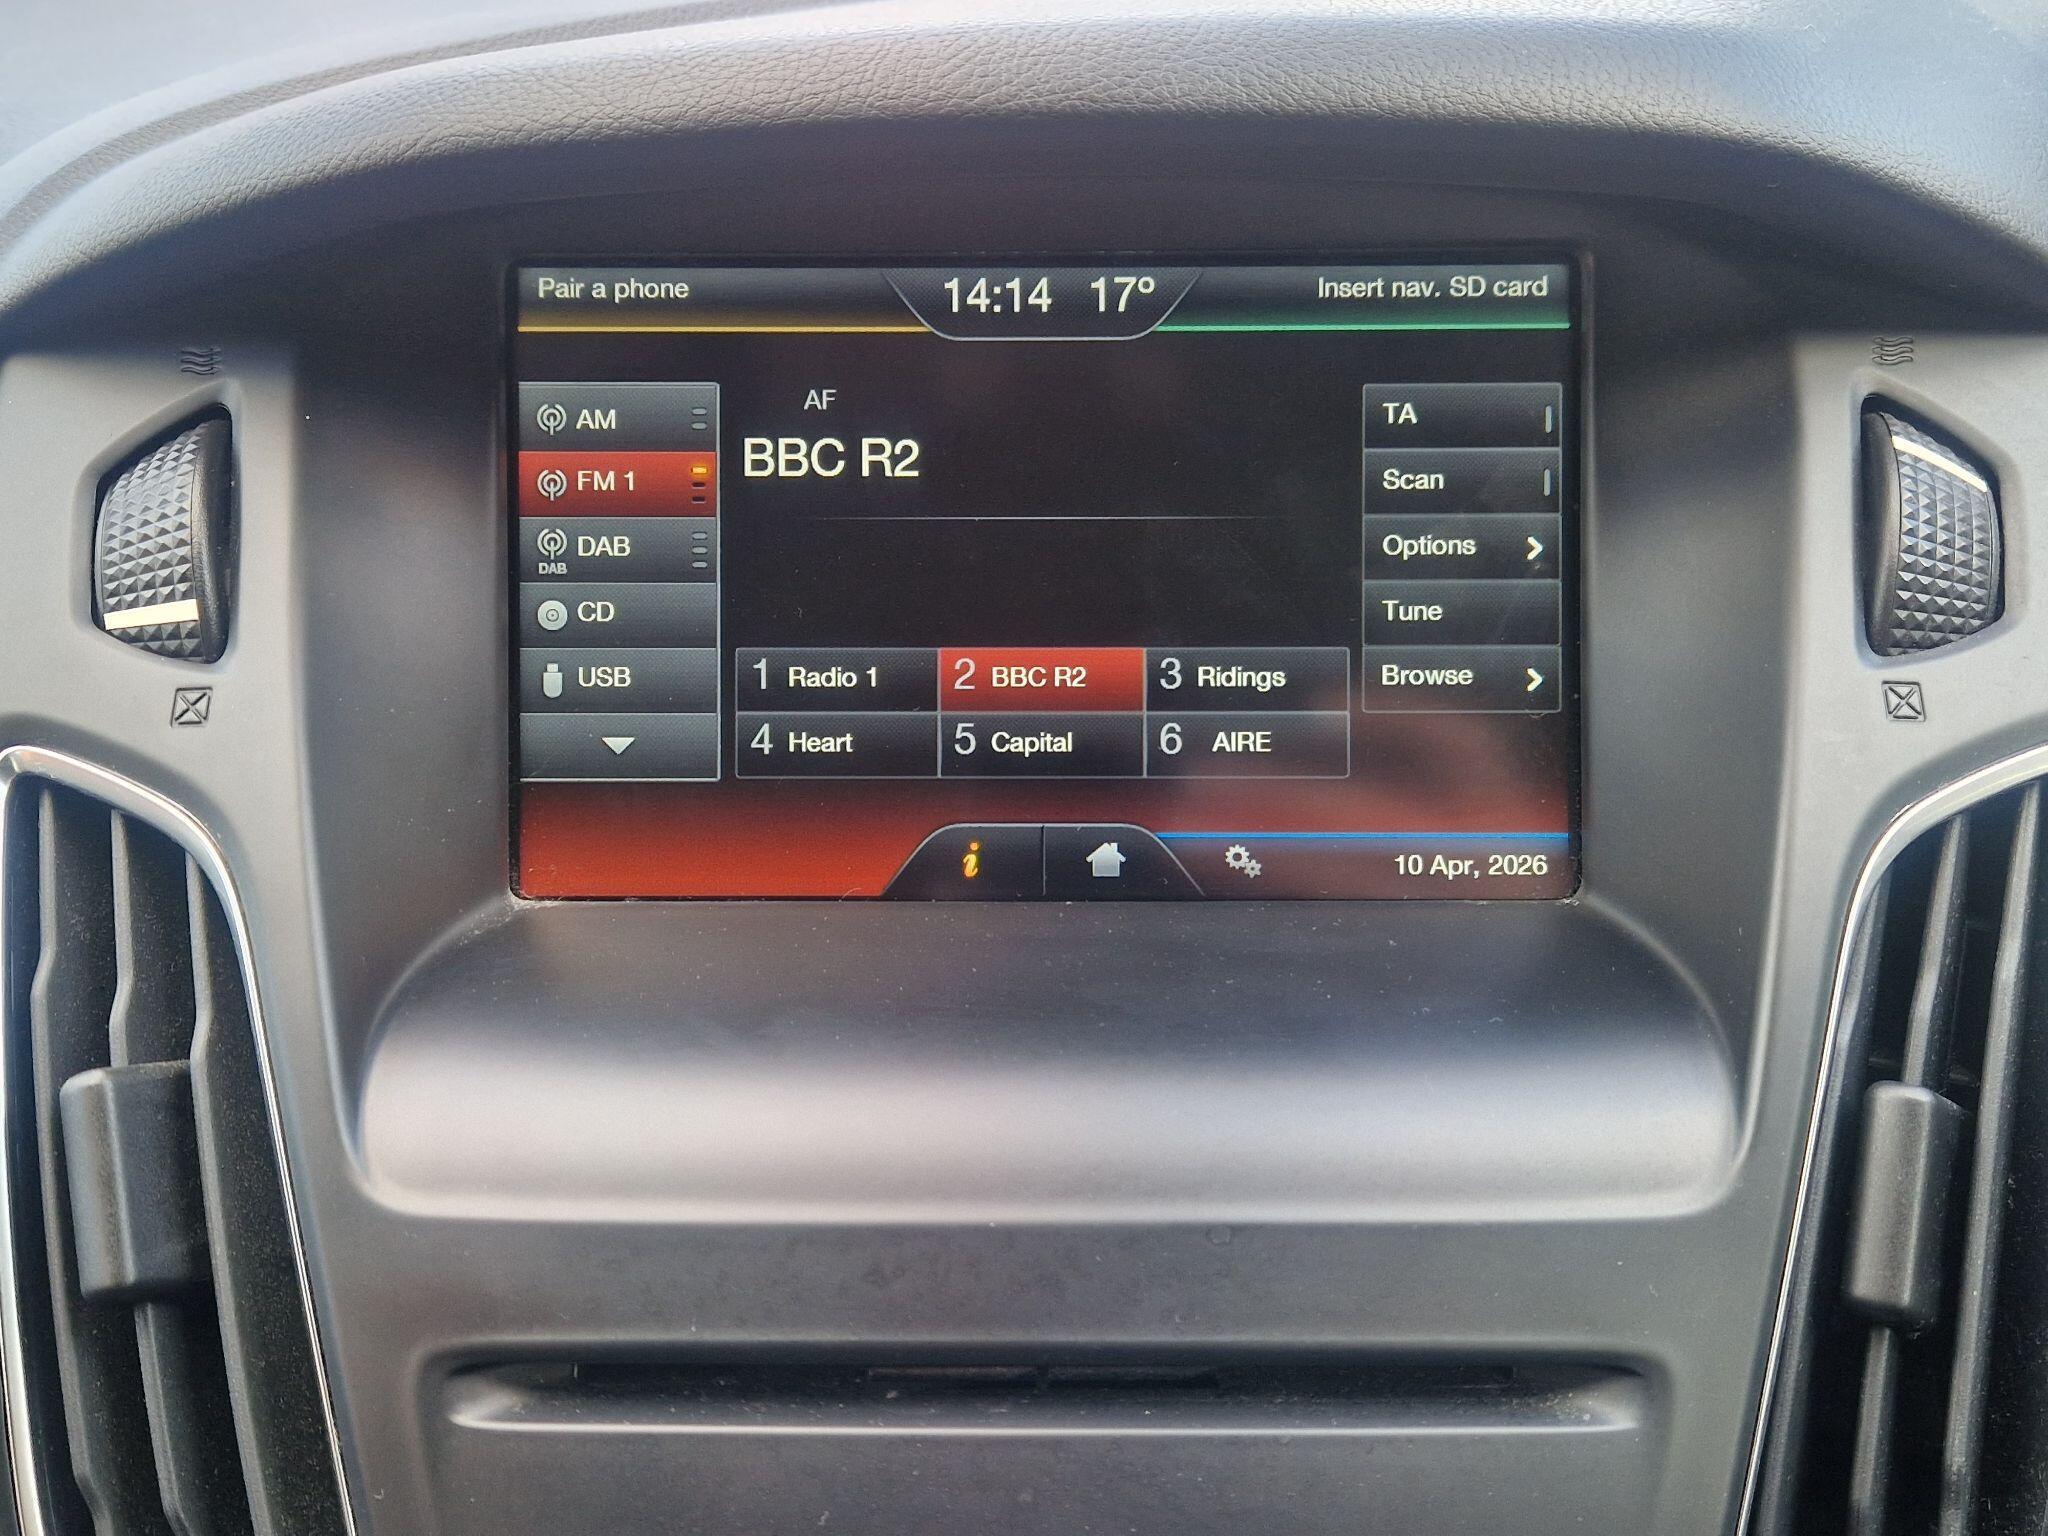 Pair a phone
14:14 17°
Insert nav. SD card
AM
FM 1
DAB
DAB
CD
USB
AF
BBC R2
1 Radio 1
2 BBC R2
3 Ridings
4 Heart
5 Capital
6 AIRE
TA
Scan
Options
Tune
Browse
i
10 Apr, 2026